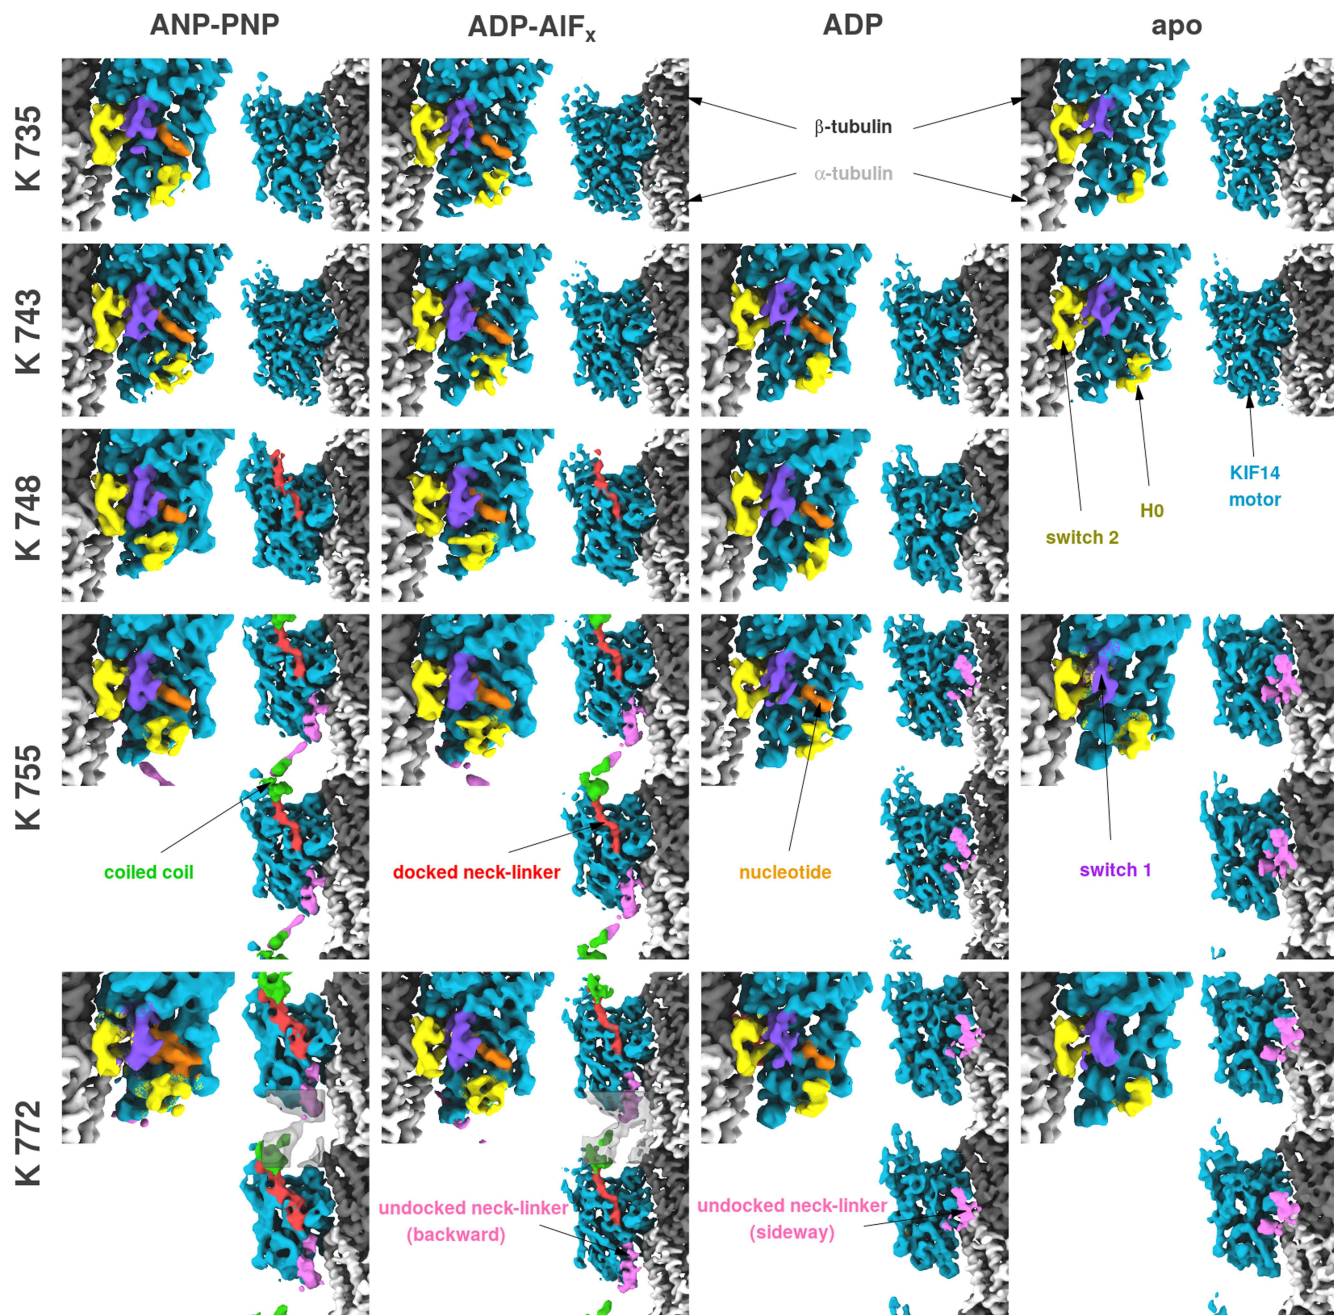 ANP-PNP
ADP-AlFx
ADP
apo
K 735
β-tubulin
α-tubulin
K 743
K 748
KIF14
motor
H0
switch 2
K 755
coiled coil
docked neck-linker
nucleotide
switch 1
K 772
undocked neck-linker
(backward)
undocked neck-linker
(sideway)